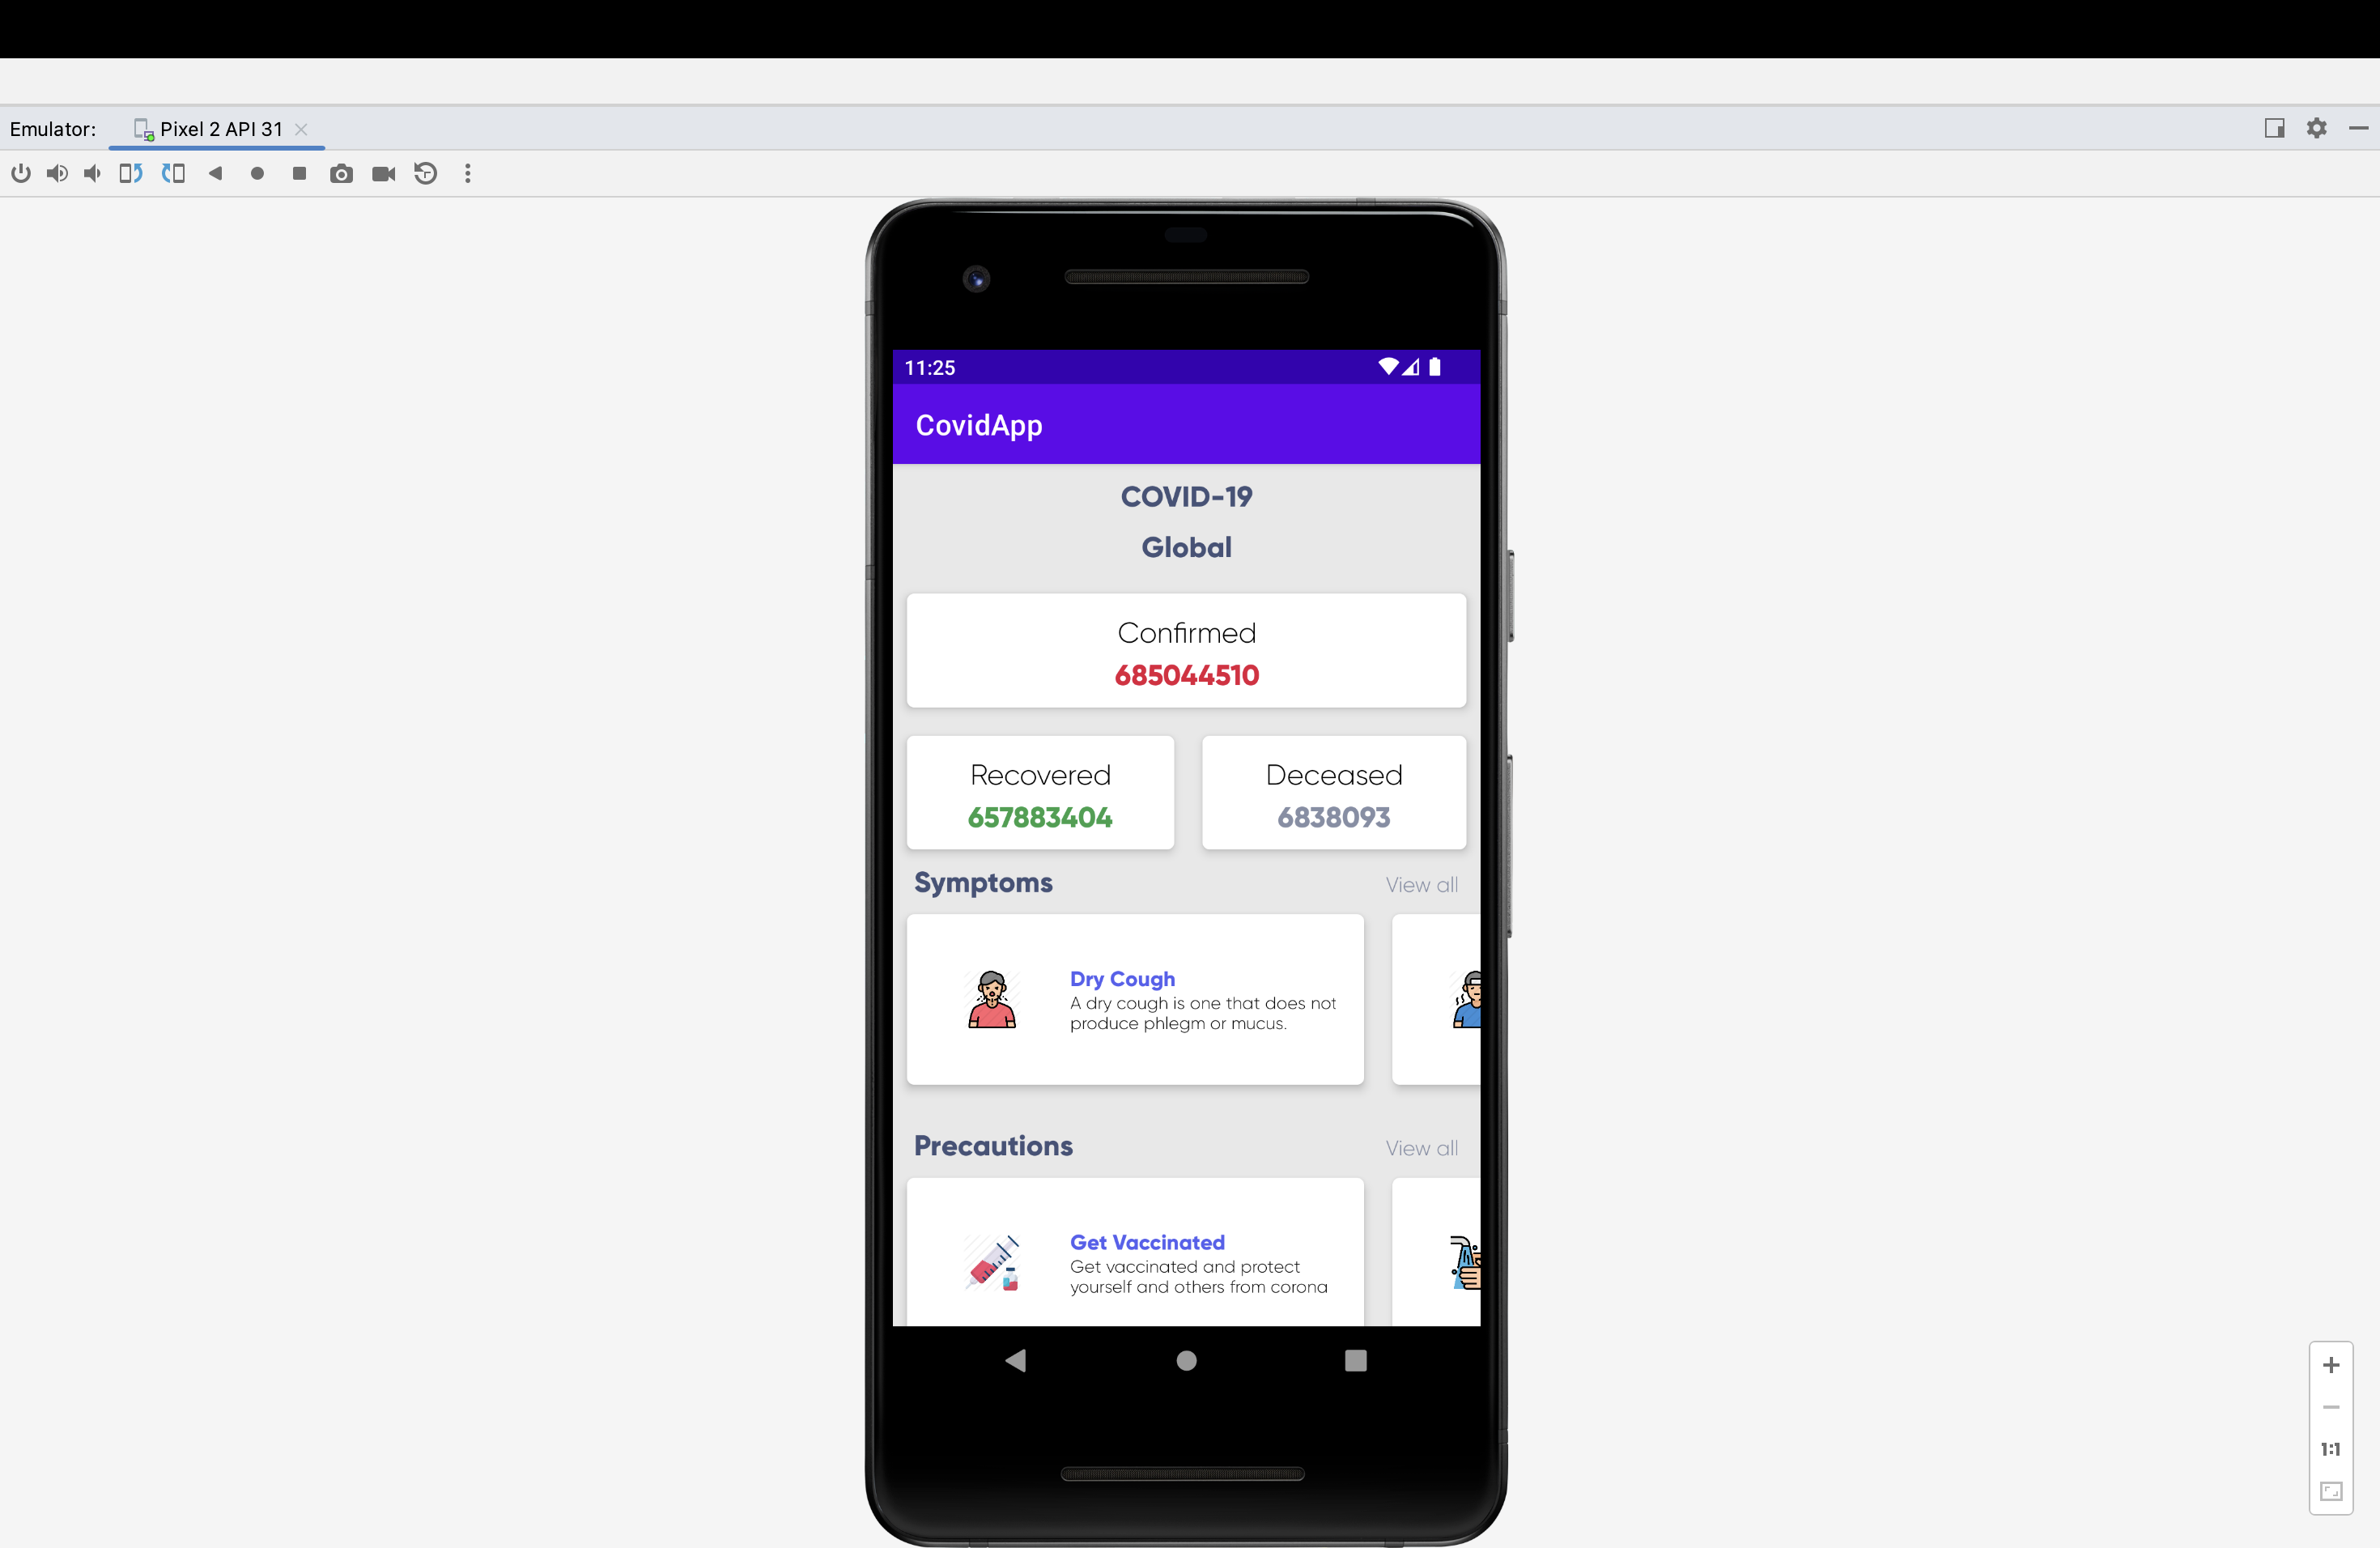 Emulator: Pixel 2 API 31
11:25
CovidApp
COVID-19
Global
Confirmed
685044510
Recovered
657883404
Deceased
6838093
Symptoms
View all
Dry Cough
A dry cough is one that does not
produce phlegm or mucus.
Precautions
View all
Get Vaccinated
Get vaccinated and protect
yourself and others from corona
1:1